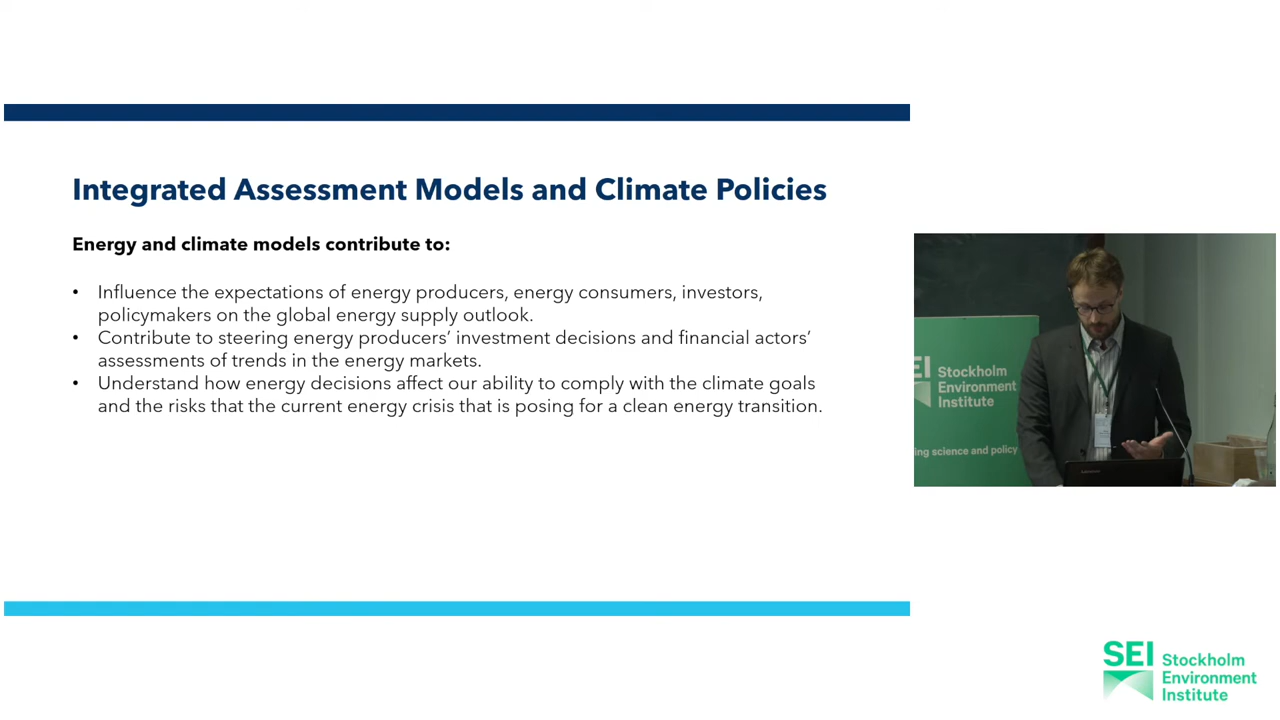 Integrated Assessment Models and Climate Policies
Energy and climate models contribute to:
• Influence the expectations of energy producers, energy consumers, investors,
policymakers on the global energy supply outlook.
• Contribute to steering energy producers’ investment decisions and financial actors’
assessments of trends in the energy markets.
• Understand how energy decisions affect our ability to comply with the climate goals
and the risks that the current energy crisis that is posing for a clean energy transition.
EI Stockholm
Environment
Institute
ing science and policy
Lenovo
SEI Stockholm
Environment
Institute